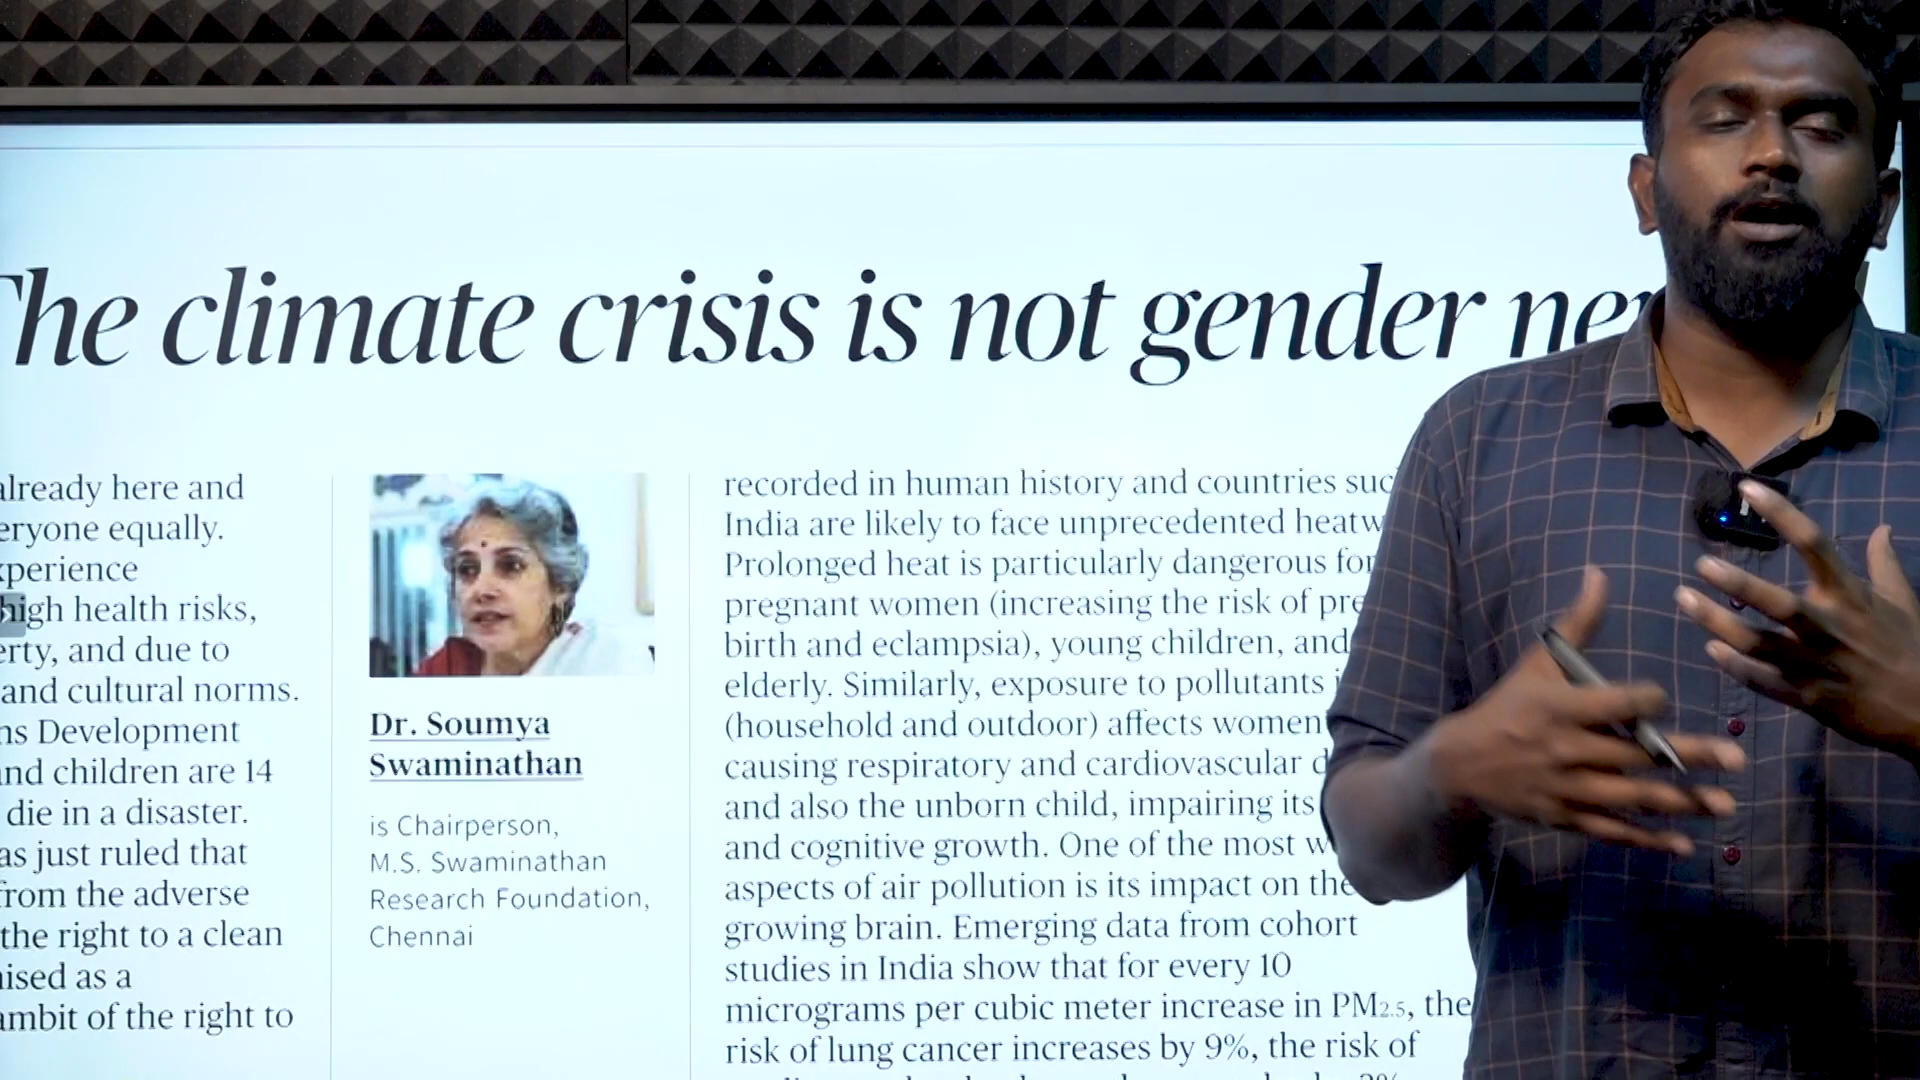 The climate crisis is not gender
already here and
eryone equally.
xperience
high health risks,
erty, and due to
and cultural norms.
ns Development
and children are 14
die in a disaster.
as just ruled that
from the adverse
the right to a clean
nised as a
ambit of the right to
Dr. Soumya
Swaminathan
is Chairperson,
M.S. Swaminathan
Research Foundation,
Chennai
recorded in human history and countries suc
India are likely to face unprecedented heatw
Prolonged heat is particularly dangerous for
pregnant women (increasing the risk of pre
birth and eclampsia), young children, and
elderly. Similarly, exposure to pollutants
(household and outdoor) affects women
causing respiratory and cardiovascular d
and also the unborn child, impairing its
and cognitive growth. One of the most w
aspects of air pollution is its impact on the
growing brain. Emerging data from cohort
studies in India show that for every 10
micrograms per cubic meter increase in PM2.5, the
risk of lung cancer increases by 9%, the risk of